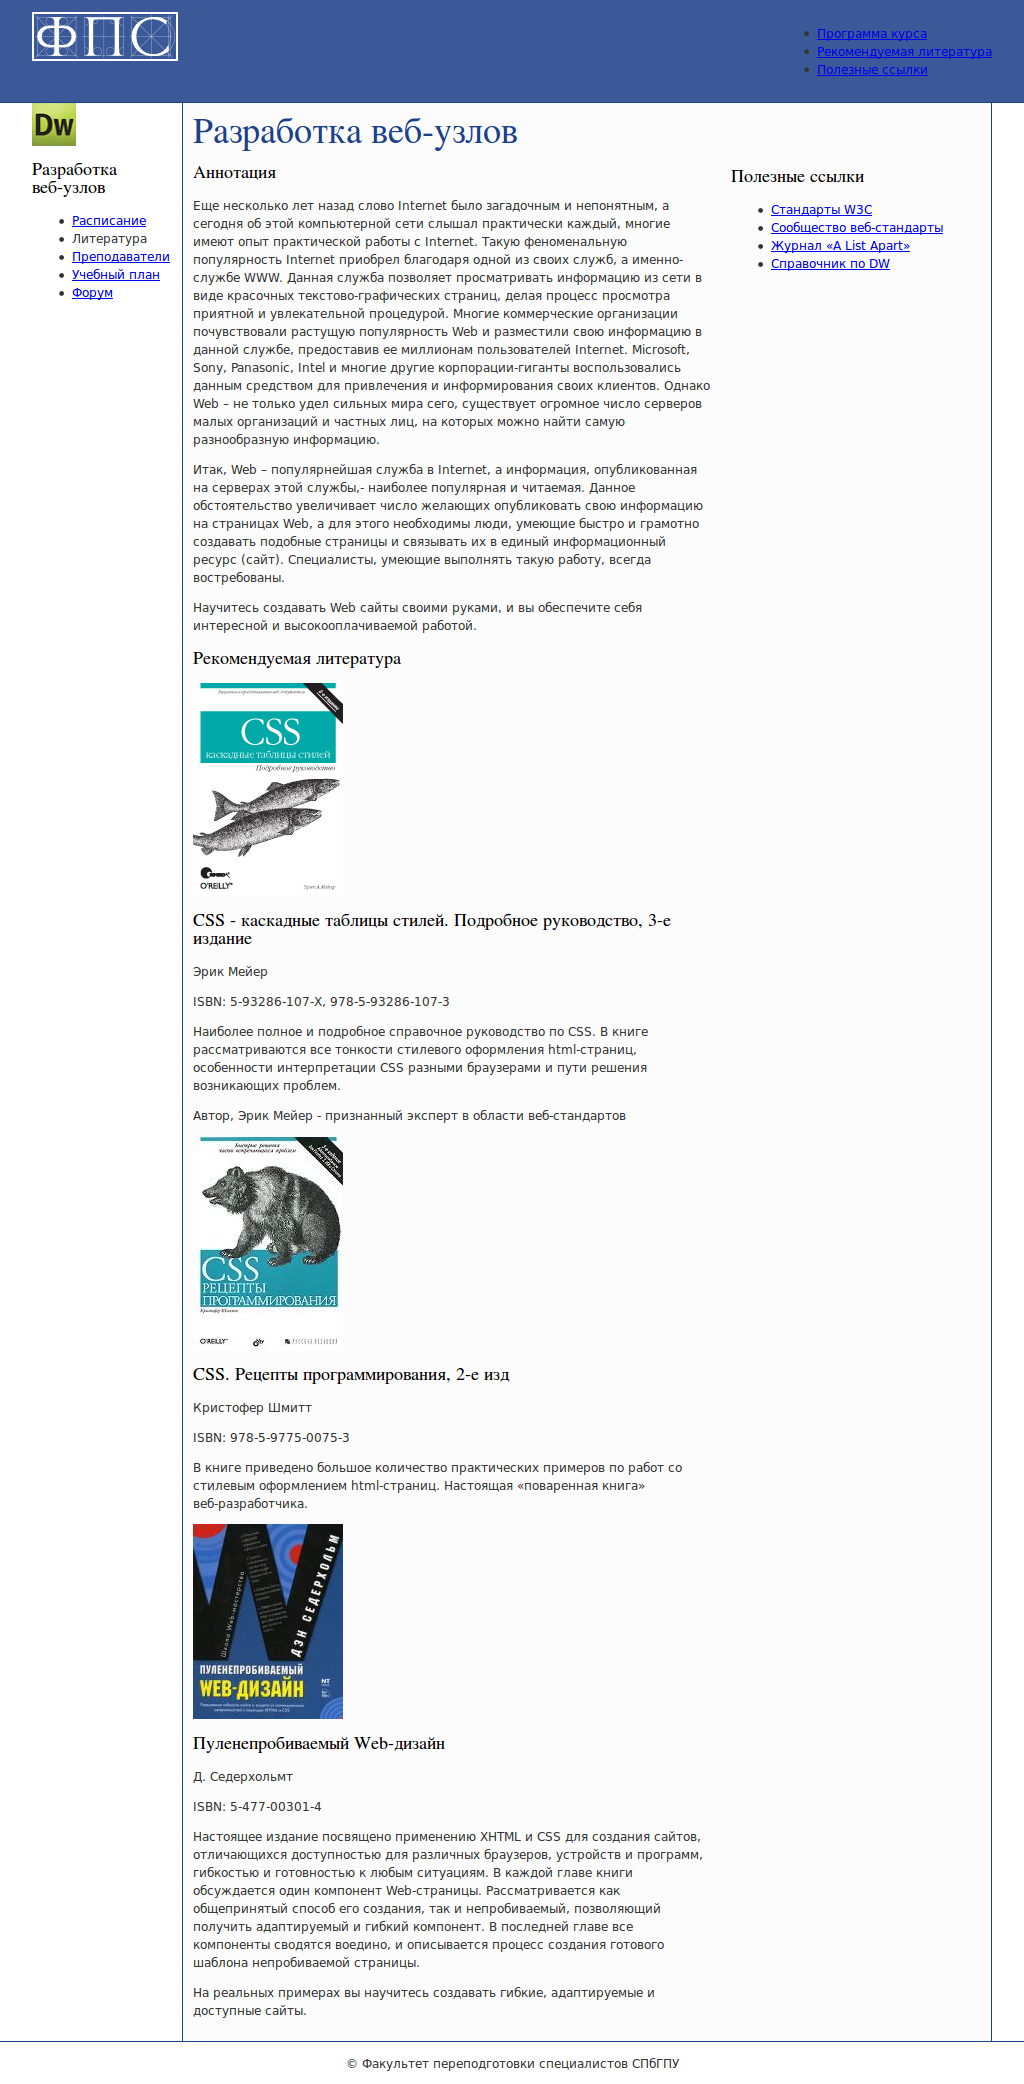 ФПС
Программа курса
Рекомендуемая литература
Полезные ссылки
Dw
Разработка
веб-узлов
Расписание
Литература
Преподаватели
Учебный план
Форум
Разработка веб-узлов
Аннотация
Еще несколько лет назад слово Internet было загадочным и непонятным, а
сегодня об этой компьютерной сети слышал практически каждый, многие
имеют опыт практической работы с Internet. Такую феноменальную
популярность Internet приобрел благодаря одной из своих служб, а именно-
службе WWW. Данная служба позволяет просматривать информацию из сети в
виде красочных текстово-графических страниц, делая процесс просмотра
приятной и увлекательной процедурой. Многие коммерческие организации
почувствовали растущую популярность Web и разместили свою информацию в
данной службе, предоставив ее миллионам пользователей Internet. Microsoft,
Sony, Panasonic, Intel и многие другие корпорации-гиганты воспользовались
данным средством для привлечения и информирования своих клиентов. Однако
Web – не только удел сильных мира сего, существует огромное число серверов
малых организаций и частных лиц, на которых можно найти самую
разнообразную информацию.
Итак, Web – популярнейшая служба в Internet, а информация, опубликованная
на серверах этой службы,- наиболее популярная и читаемая. Данное
обстоятельство увеличивает число желающих опубликовать свою информацию
на страницах Web, а для этого необходимы люди, умеющие быстро и грамотно
создавать подобные страницы и связывать их в единый информационный
ресурс (сайт). Специалисты, умеющие выполнять такую работу, всегда
востребованы.
Научитесь создавать Web сайты своими руками, и вы обеспечите себя
интересной и высокооплачиваемой работой.
Рекомендуемая литература
CSS
каскадные таблицы стилей
Подробное руководство
O'REILLY®
CSS - каскадные таблицы стилей. Подробное руководство, 3-е
издание
Эрик Мейер
ISBN: 5-93286-107-X, 978-5-93286-107-3
Наиболее полное и подробное справочное руководство по CSS. В книге
рассматриваются все тонкости стилевого оформления html-страниц,
особенности интерпретации CSS разными браузерами и пути решения
возникающих проблем.
Автор, Эрик Мейер - признанный эксперт в области веб-стандартов
Быстрые решения
часто встречающихся проблем
CSS
РЕЦЕПТЫ
ПРОГРАММИРОВАНИЯ
O'REILLY®
CSS. Рецепты программирования, 2-е изд
Кристофер Шмитт
ISBN: 978-5-9775-0075-3
В книге приведено большое количество практических примеров по работ со
стилевым оформлением html-страниц. Настоящая «поваренная книга»
веб-разработчика.
Школа Web-мастерства
ДЭН СЕДЕРХОЛЬМ
ПУЛЕНЕПРОБИВАЕМЫЙ
WEB-ДИЗАЙН
NT
Пуленепробиваемый Web-дизайн
Д. Седерхольмт
ISBN: 5-477-00301-4
Настоящее издание посвящено применению XHTML и CSS для создания сайтов,
отличающихся доступностью для различных браузеров, устройств и программ,
гибкостью и готовностью к любым ситуациям. В каждой главе книги
обсуждается один компонент Web-страницы. Рассматривается как
общепринятый способ его создания, так и непробиваемый, позволяющий
получить адаптируемый и гибкий компонент. В последней главе все
компоненты сводятся воедино, и описывается процесс создания готового
шаблона непробиваемой страницы.
На реальных примерах вы научитесь создавать гибкие, адаптируемые и
доступные сайты.
Полезные ссылки
Стандарты W3C
Сообщество веб-стандарты
Журнал «A List Apart»
Справочник по DW
© Факультет переподготовки специалистов СПбГПУ